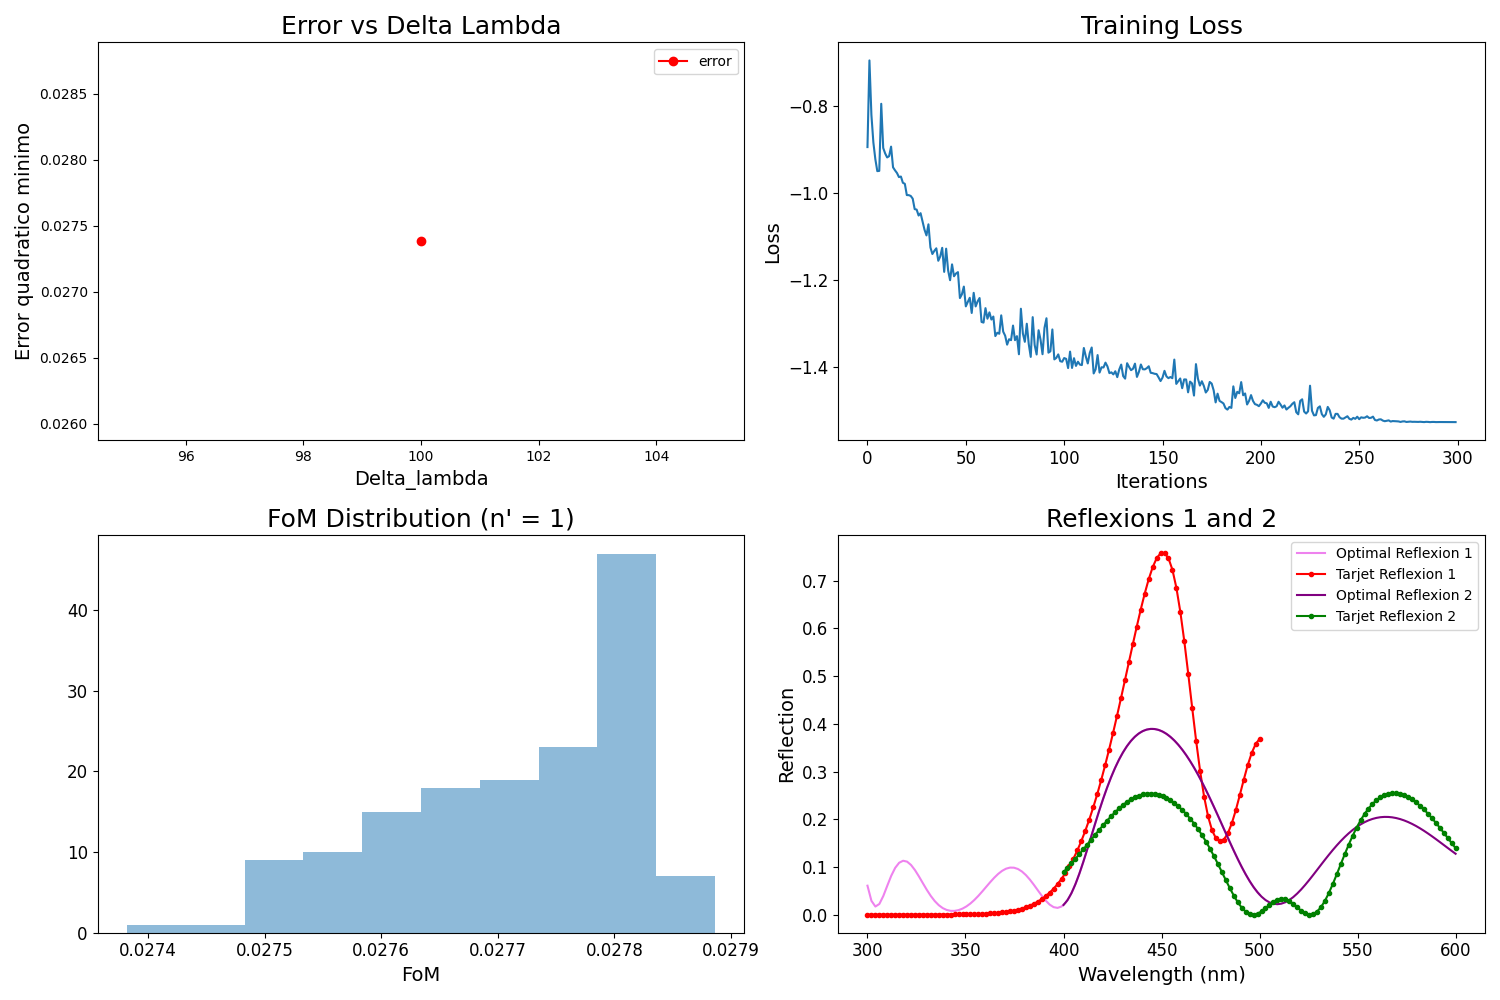 Error vs Delta Lambda
error
0.0285
0.0280
0.0275
0.0270
0.0265
0.0260
Error quadratico minimo
96 98 100 102 104
Delta_lambda
Training Loss
−0.8
−1.0
−1.2
−1.4
Loss
0 50 100 150 200 250 300
Iterations
FoM Distribution (n' = 1)
40
30
20
10
0
0.0274 0.0275 0.0276 0.0277 0.0278 0.0279
FoM
Reflexions 1 and 2
Optimal Reflexion 1
Tarjet Reflexion 1
Optimal Reflexion 2
Tarjet Reflexion 2
0.7
0.6
0.5
0.4
0.3
0.2
0.1
0.0
Reflection
300 350 400 450 500 550 600
Wavelength (nm)